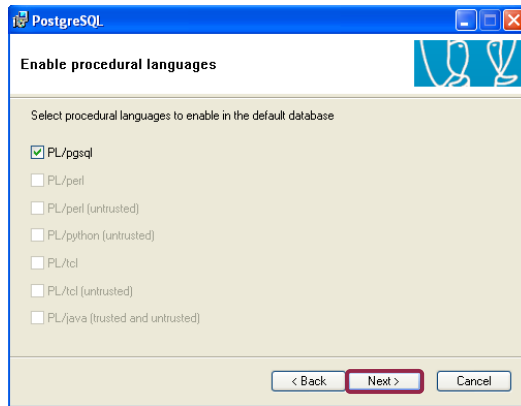 PostgreSQL
Enable procedural languages
Select procedural languages to enable in the default database
PL/pgsql
PL/perl
PL/perl (untrusted)
PL/python (untrusted)
PL/tcl
PL/tcl (untrusted)
PL/java (trusted and untrusted)
< Back Next > Cancel